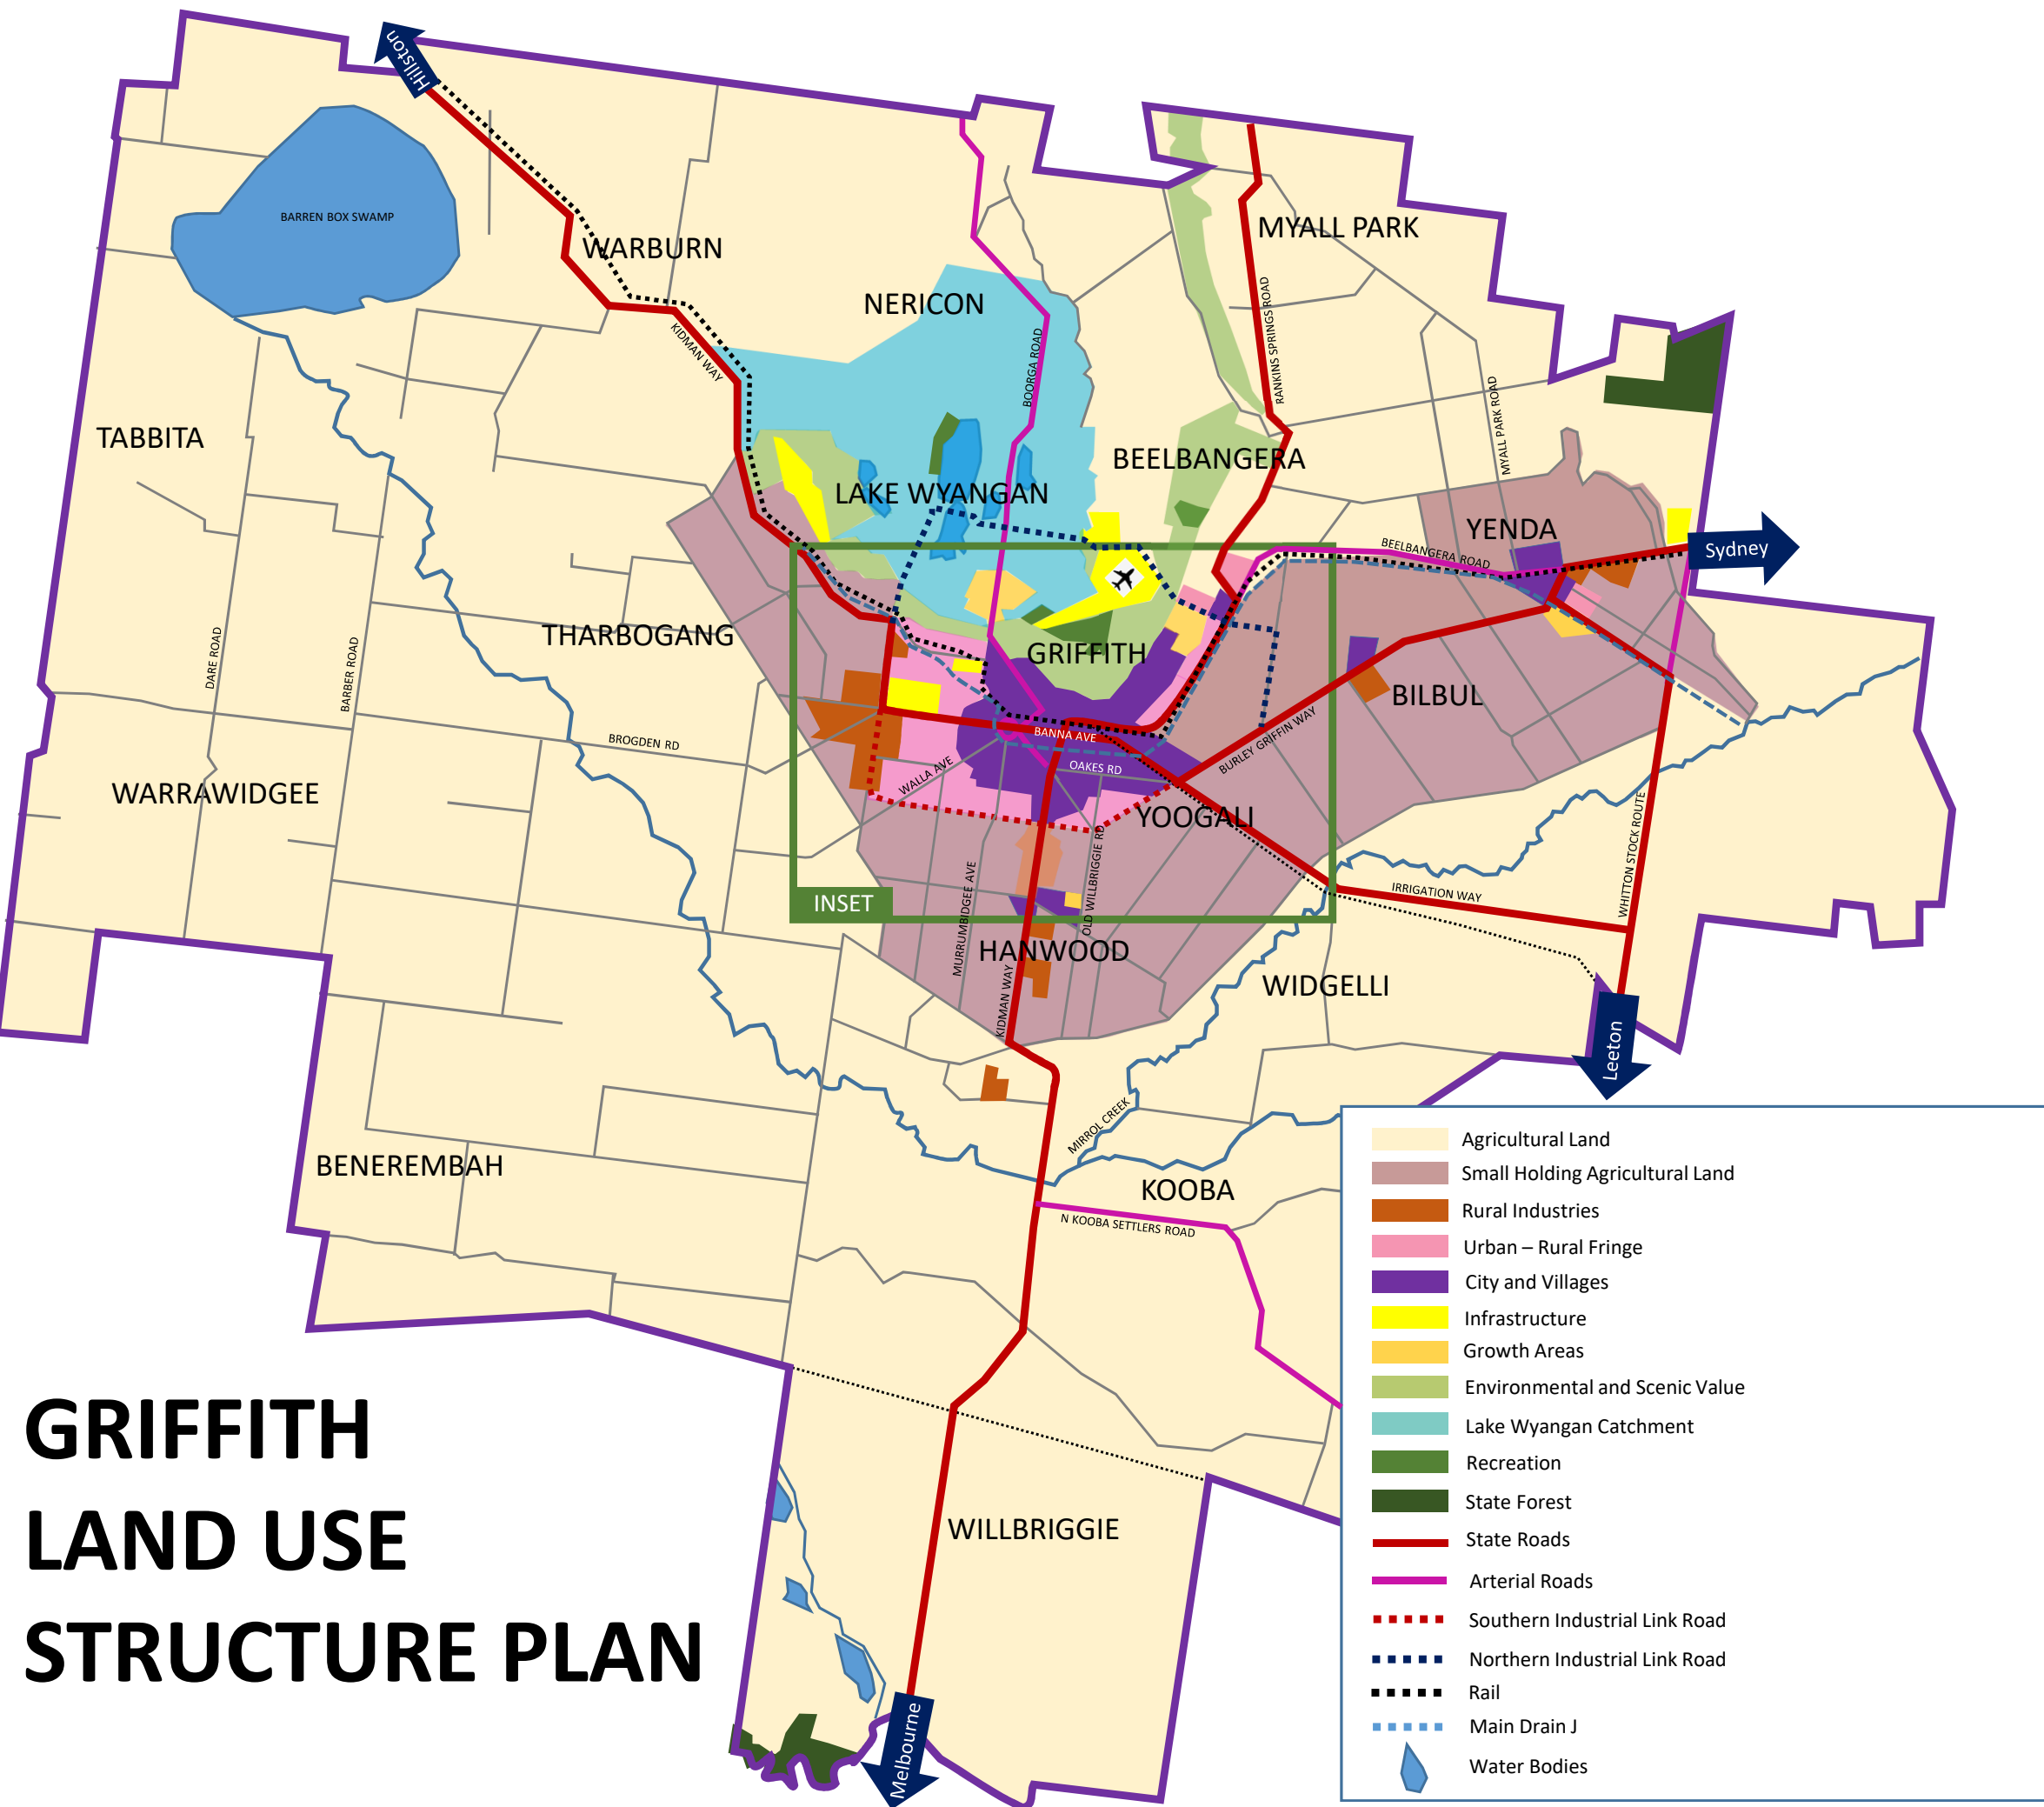 Hillston
BARREN BOX SWAMP
WARBURN
MYALL PARK
NERICON
KIDMAN WAY
BOORGA ROAD
RANKINS SPRINGS ROAD
MYALL PARK ROAD
TABBITA
BEELBANGERA
LAKE WYANGAN
YENDA
BEELBANGERA ROAD
Sydney
THARBOGANG
GRIFFITH
DARE ROAD
BARBER ROAD
BILBUL
BROGDEN RD
BANNA AVE
BURLEY GRIFFIN WAY
WALLA AVE
OAKES RD
WARRAWIDGEE
YOOGALI
WHITTON STOCK ROUTE
MURRUMBIDGEE AVE
OLD WILLBRIGGIE RD
IRRIGATION WAY
INSET
HANWOOD
WIDGELLI
KIDMAN WAY
Leeton
MIRROL CREEK
BENEREMBAH
KOOBA
N KOOBA SETTLERS ROAD
WILLBRIGGIE
Melbourne
GRIFFITH
LAND USE
STRUCTURE PLAN
Agricultural Land
Small Holding Agricultural Land
Rural Industries
Urban – Rural Fringe
City and Villages
Infrastructure
Growth Areas
Environmental and Scenic Value
Lake Wyangan Catchment
Recreation
State Forest
State Roads
Arterial Roads
Southern Industrial Link Road
Northern Industrial Link Road
Rail
Main Drain J
Water Bodies